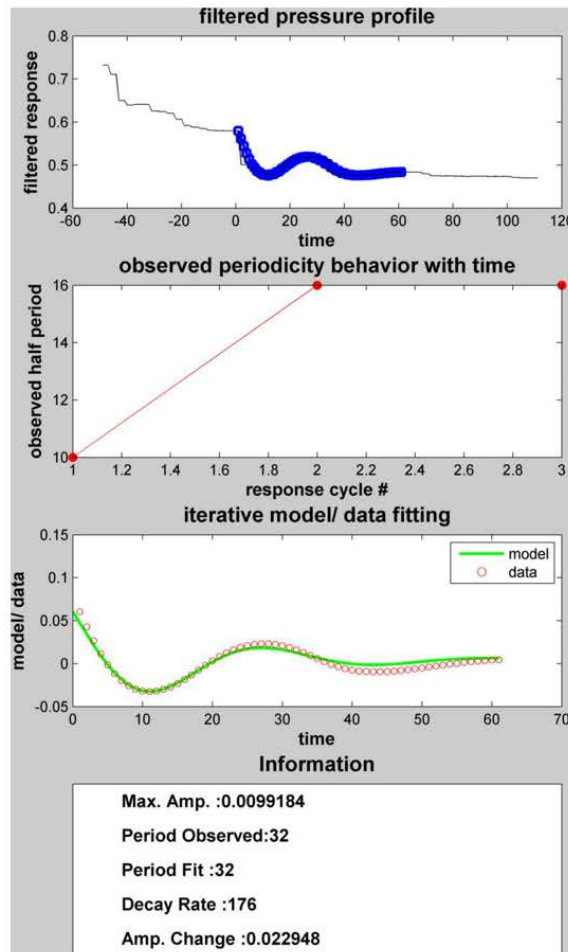 filtered pressure profile
filtered response
0.8
0.7
0.6
0.5
0.4
-60 -40 -20 0 20 40 60 80 100 120
time
observed periodicity behavior with time
observed half period
16
14
12
10
1 1.2 1.4 1.6 1.8 2 2.2 2.4 2.6 2.8 3
response cycle #
iterative model/ data fitting
model/ data
0.15
0.1
0.05
0
-0.05
model
data
0 10 20 30 40 50 60 70
time
Information
Max. Amp. :0.0099184
Period Observed:32
Period Fit :32
Decay Rate :176
Amp. Change :0.022948